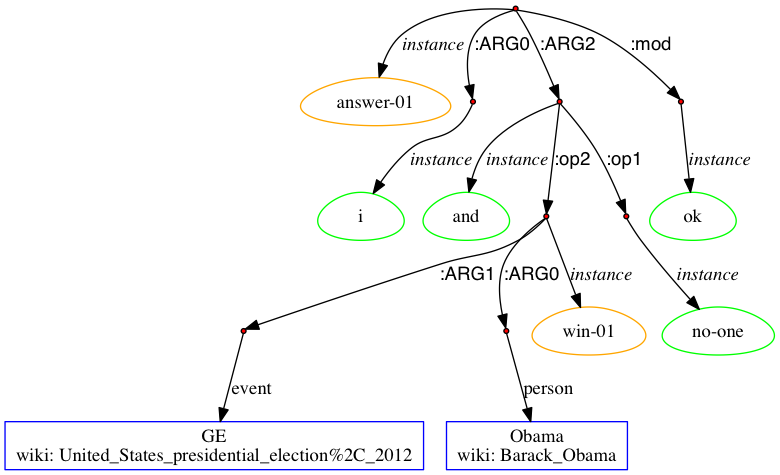 instance :ARG0 :ARG2 :mod
answer-01
instance instance :op2 :op1 instance
i and ok
:ARG1 :ARG0 instance instance
win-01 no-one
event person
GE Obama
wiki: United_States_presidential_election%2C_2012 wiki: Barack_Obama